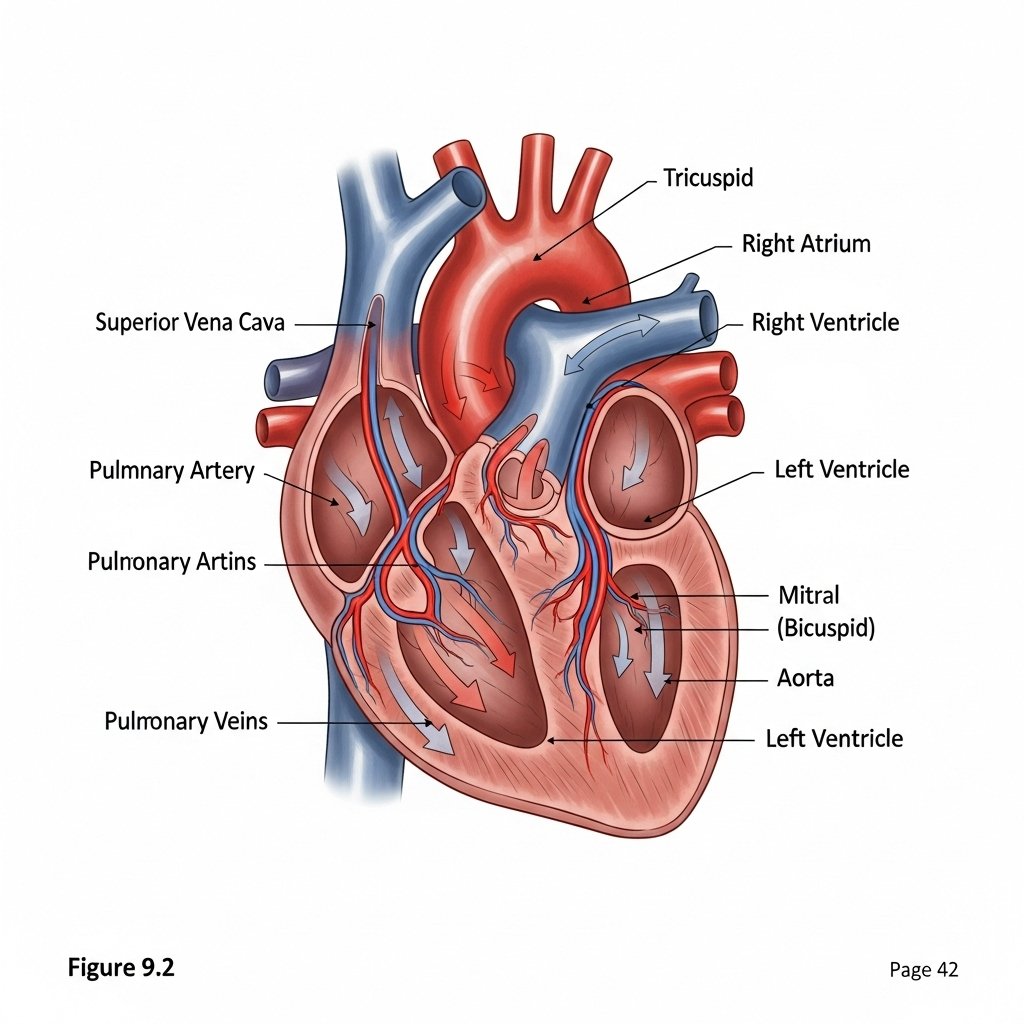 Tricuspid
Right Atrium
Superior Vena Cava
Right Ventricle
Pulmnary Artery
Left Ventricle
Pulmonary Artins
Mitral
(Bicuspid)
Aorta
Pulmonary Veins
Left Ventricle
Figure 9.2
Page 42